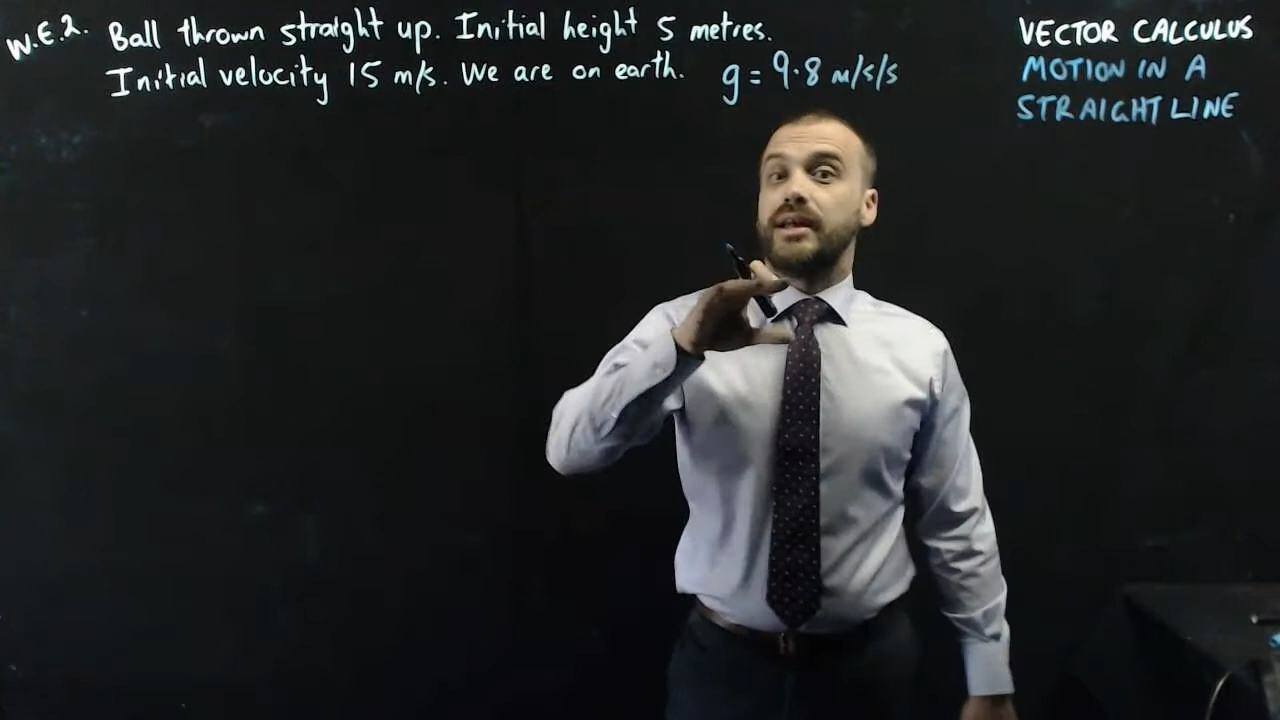 W.E.2. Ball thrown straight up. Initial height 5 metres.
Initial velocity 15 m/s. We are on earth. g = 9.8 m/s/s
VECTOR CALCULUS
MOTION IN A
STRAIGHT LINE